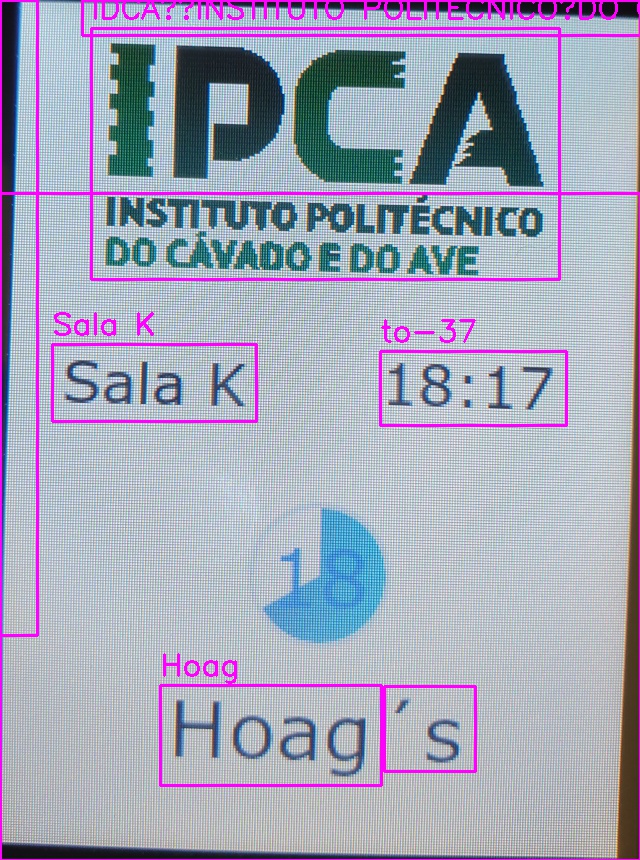 IDCA??INSTITUTO POLITECNICO?DO
IPCA
INSTITUTO POLITÉCNICO
DO CÁVADO E DO AVE
Sala K
to-37
Sala K
18:17
18
Hoag
Hoag´s